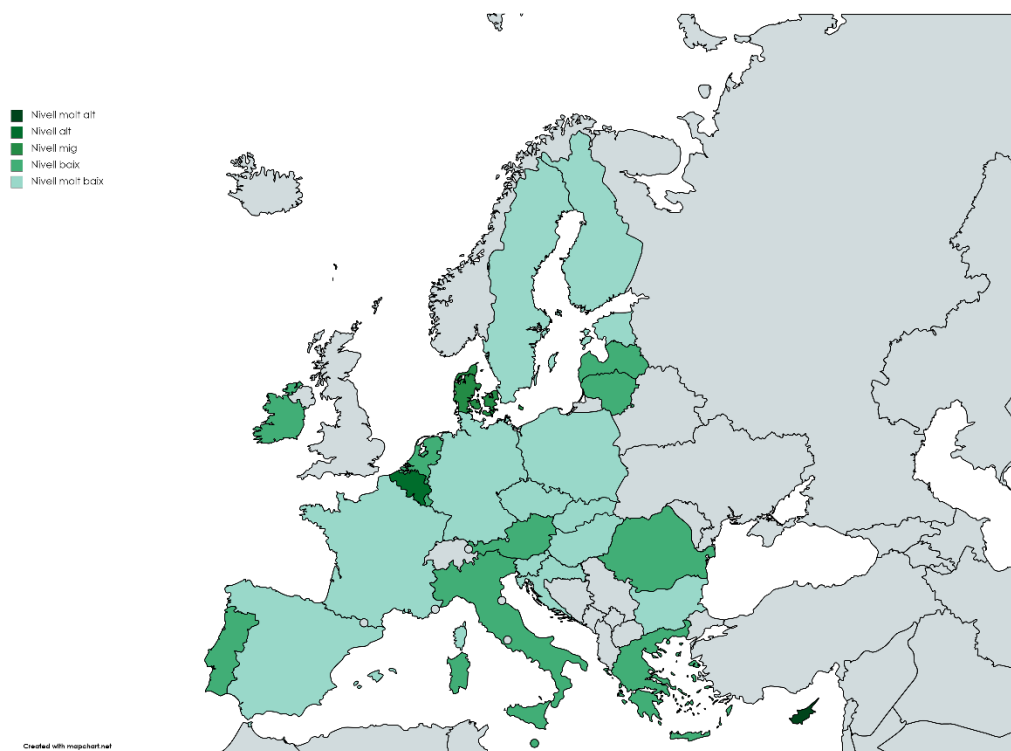 Nivell molt alt
Nivell alt
Nivell mig
Nivell baix
Nivell molt baix
Created with mapchart.net